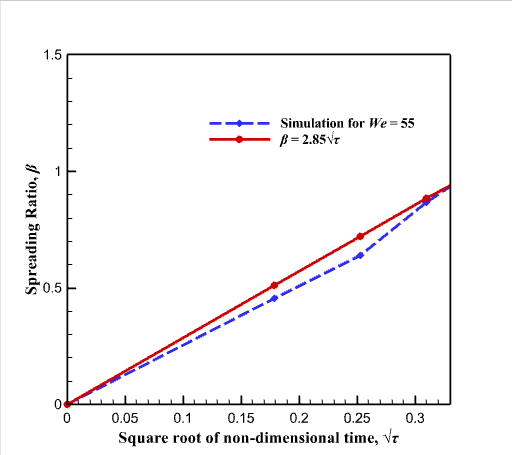 1.5
Simulation for We = 55
β = 2.85√τ
1
Spreading Ratio, β
0.5
0
0 0.05 0.1 0.15 0.2 0.25 0.3
Square root of non-dimensional time, √τ